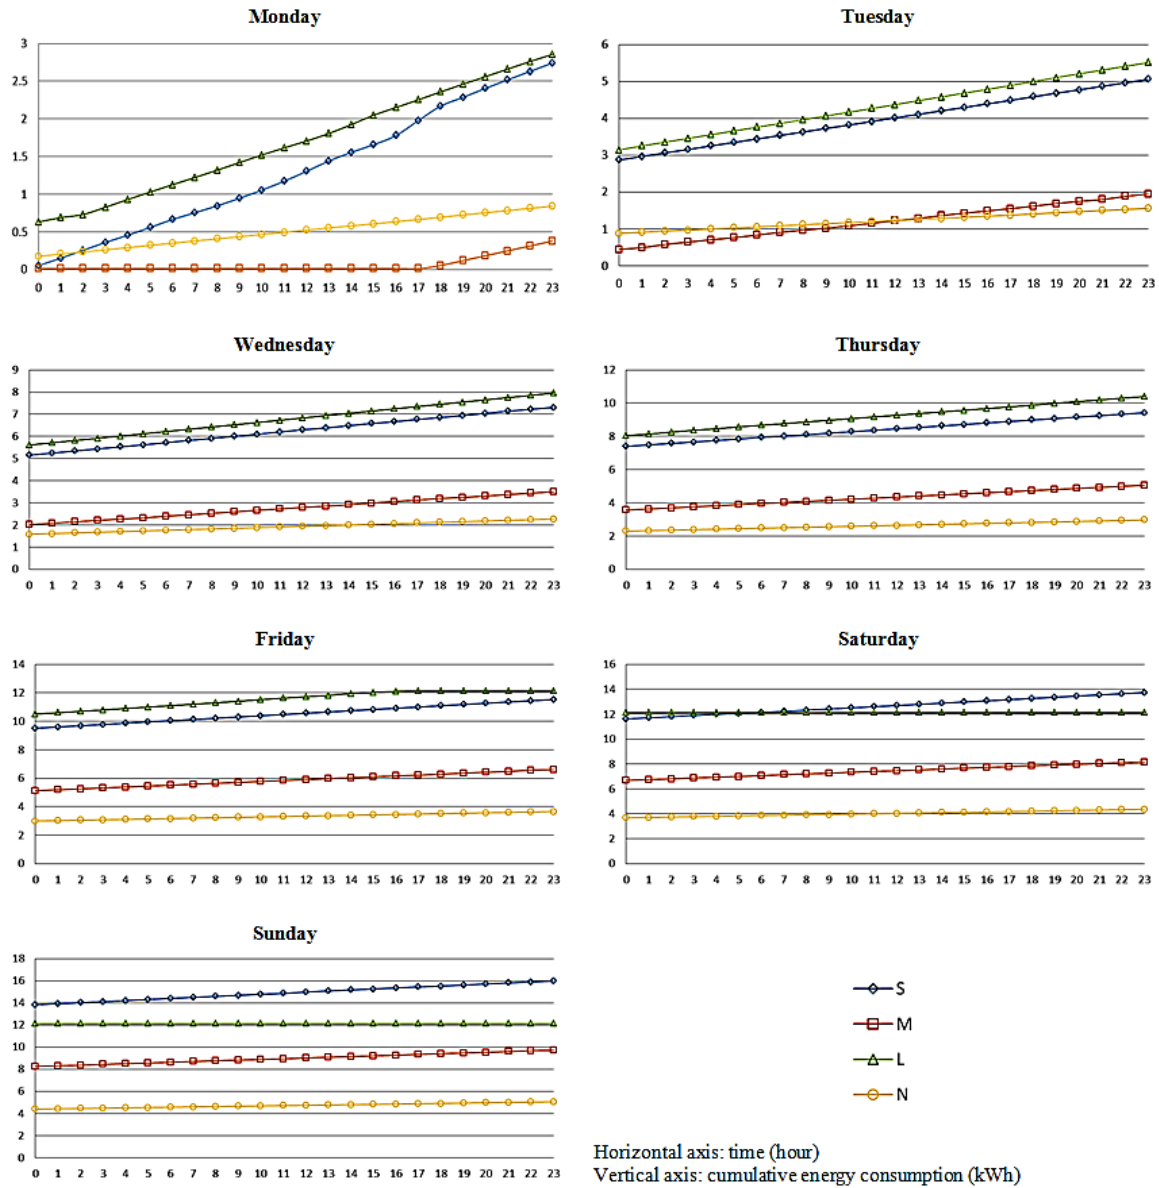 Monday
3
2.5
2
1.5
1
0.5
0
0 1 2 3 4 5 6 7 8 9 10 11 12 13 14 15 16 17 18 19 20 21 22 23
Tuesday
6
5
4
3
2
1
0
0 1 2 3 4 5 6 7 8 9 10 11 12 13 14 15 16 17 18 19 20 21 22 23
Wednesday
9
8
7
6
5
4
3
2
1
0
0 1 2 3 4 5 6 7 8 9 10 11 12 13 14 15 16 17 18 19 20 21 22 23
Thursday
12
10
8
6
4
2
0
0 1 2 3 4 5 6 7 8 9 10 11 12 13 14 15 16 17 18 19 20 21 22 23
Friday
14
12
10
8
6
4
2
0
0 1 2 3 4 5 6 7 8 9 10 11 12 13 14 15 16 17 18 19 20 21 22 23
Saturday
16
14
12
10
8
6
4
2
0
0 1 2 3 4 5 6 7 8 9 10 11 12 13 14 15 16 17 18 19 20 21 22 23
Sunday
18
16
14
12
10
8
6
4
2
0
0 1 2 3 4 5 6 7 8 9 10 11 12 13 14 15 16 17 18 19 20 21 22 23
S
M
L
N
Horizontal axis: time (hour)
Vertical axis: cumulative energy consumption (kWh)